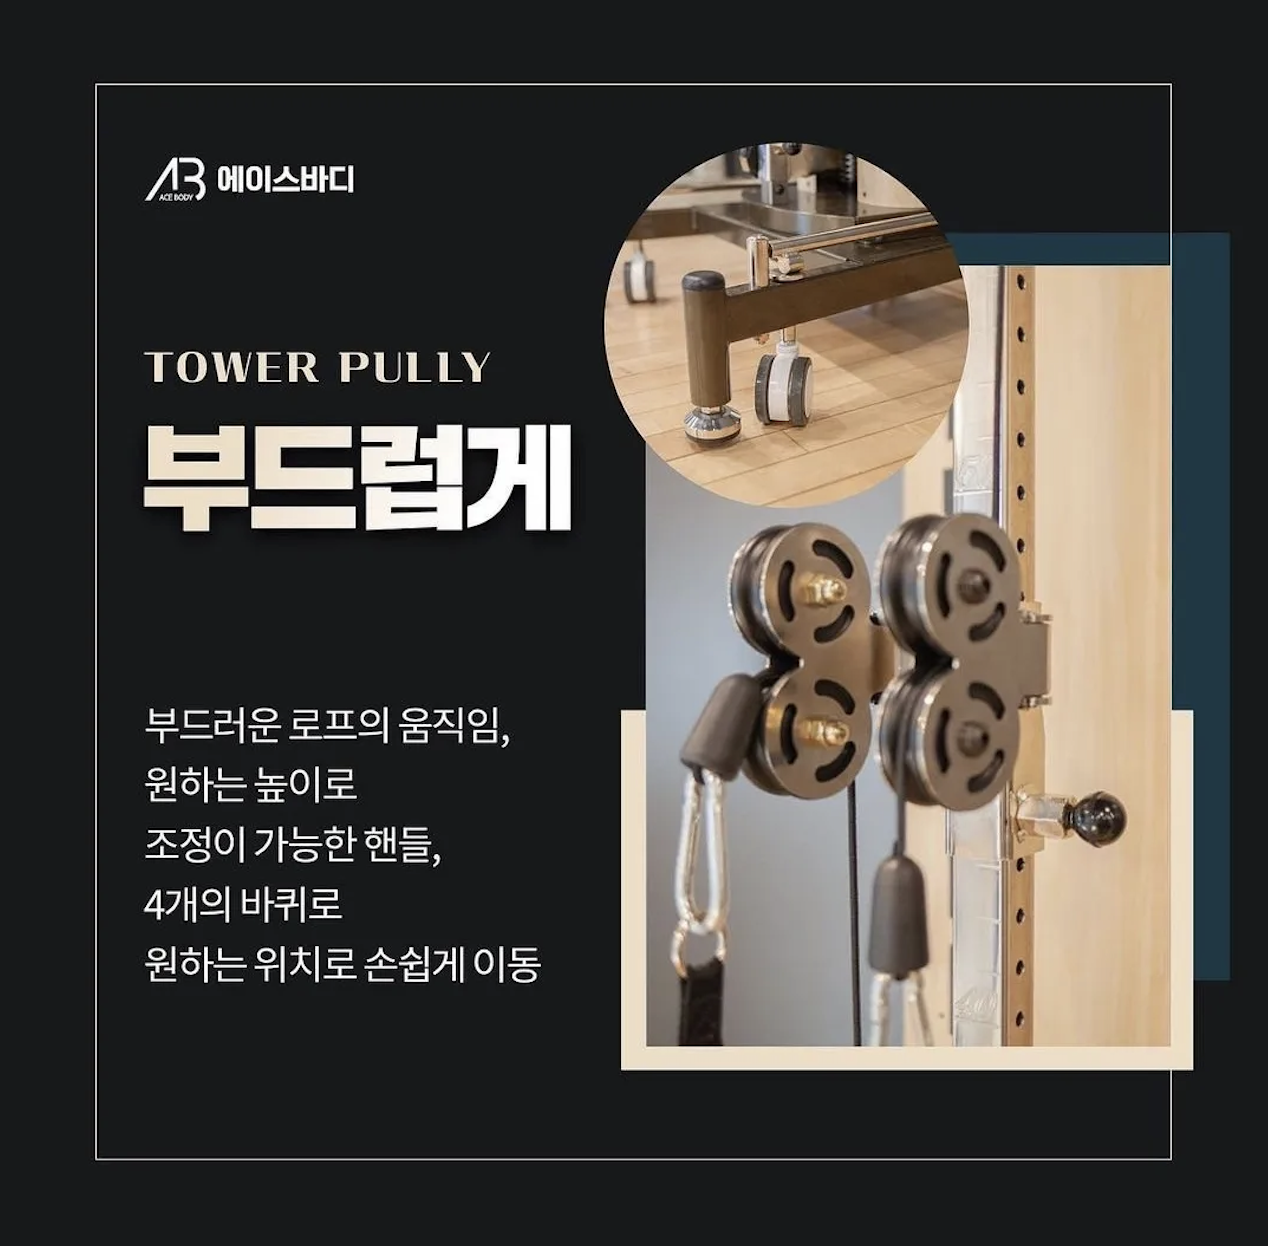 AB 에이스바디
ACE BODY
TOWER PULLY
부드럽게
부드러운 로프의 움직임,
원하는 높이로
조정이 가능한 핸들,
4개의 바퀴로
원하는 위치로 손쉽게 이동